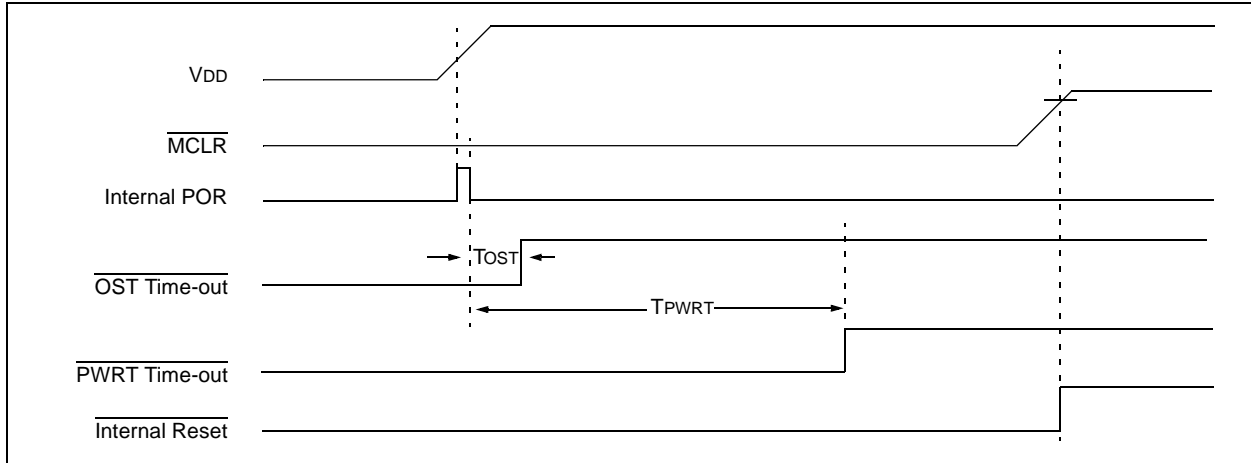 VDD
MCLR
Internal POR
TOST
OST Time-out
TPWRT
PWRT Time-out
Internal Reset